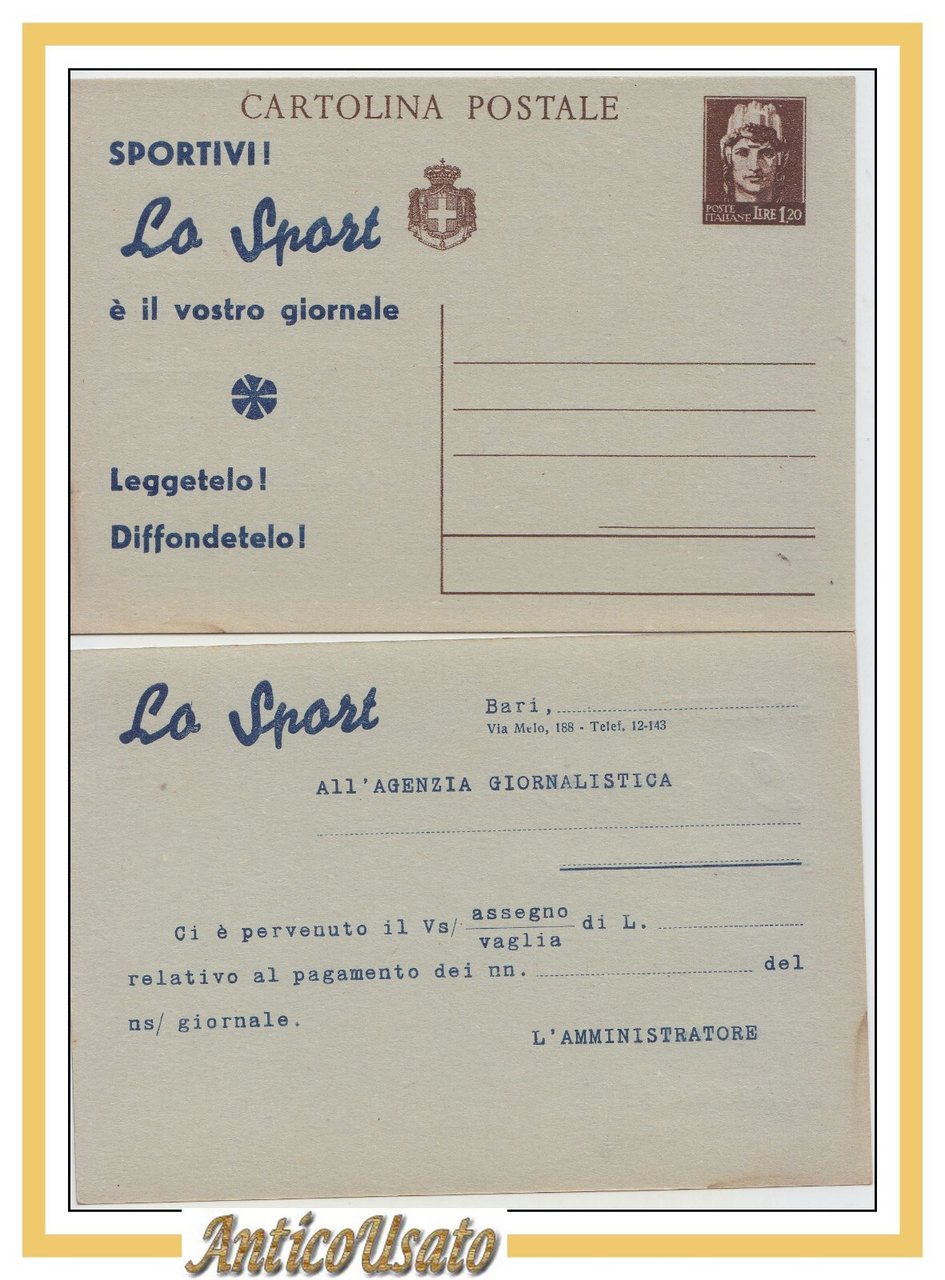 CARTOLINA POSTALE
SPORTIVI!
Lo Sport
è il vostro giornale
POSTE ITALIANE LIRE 1,20
Leggetelo!
Diffondetelo!
Lo Sport
Bari,
Via Melo, 188 - Telef. 12-143
All'AGENZIA GIORNALISTICA
Ci è pervenuto il Vs/ assegno di L.
vaglia
relativo al pagamento dei nn. del
ns/ giornale.
L'AMMINISTRATORE
AnticoUsato